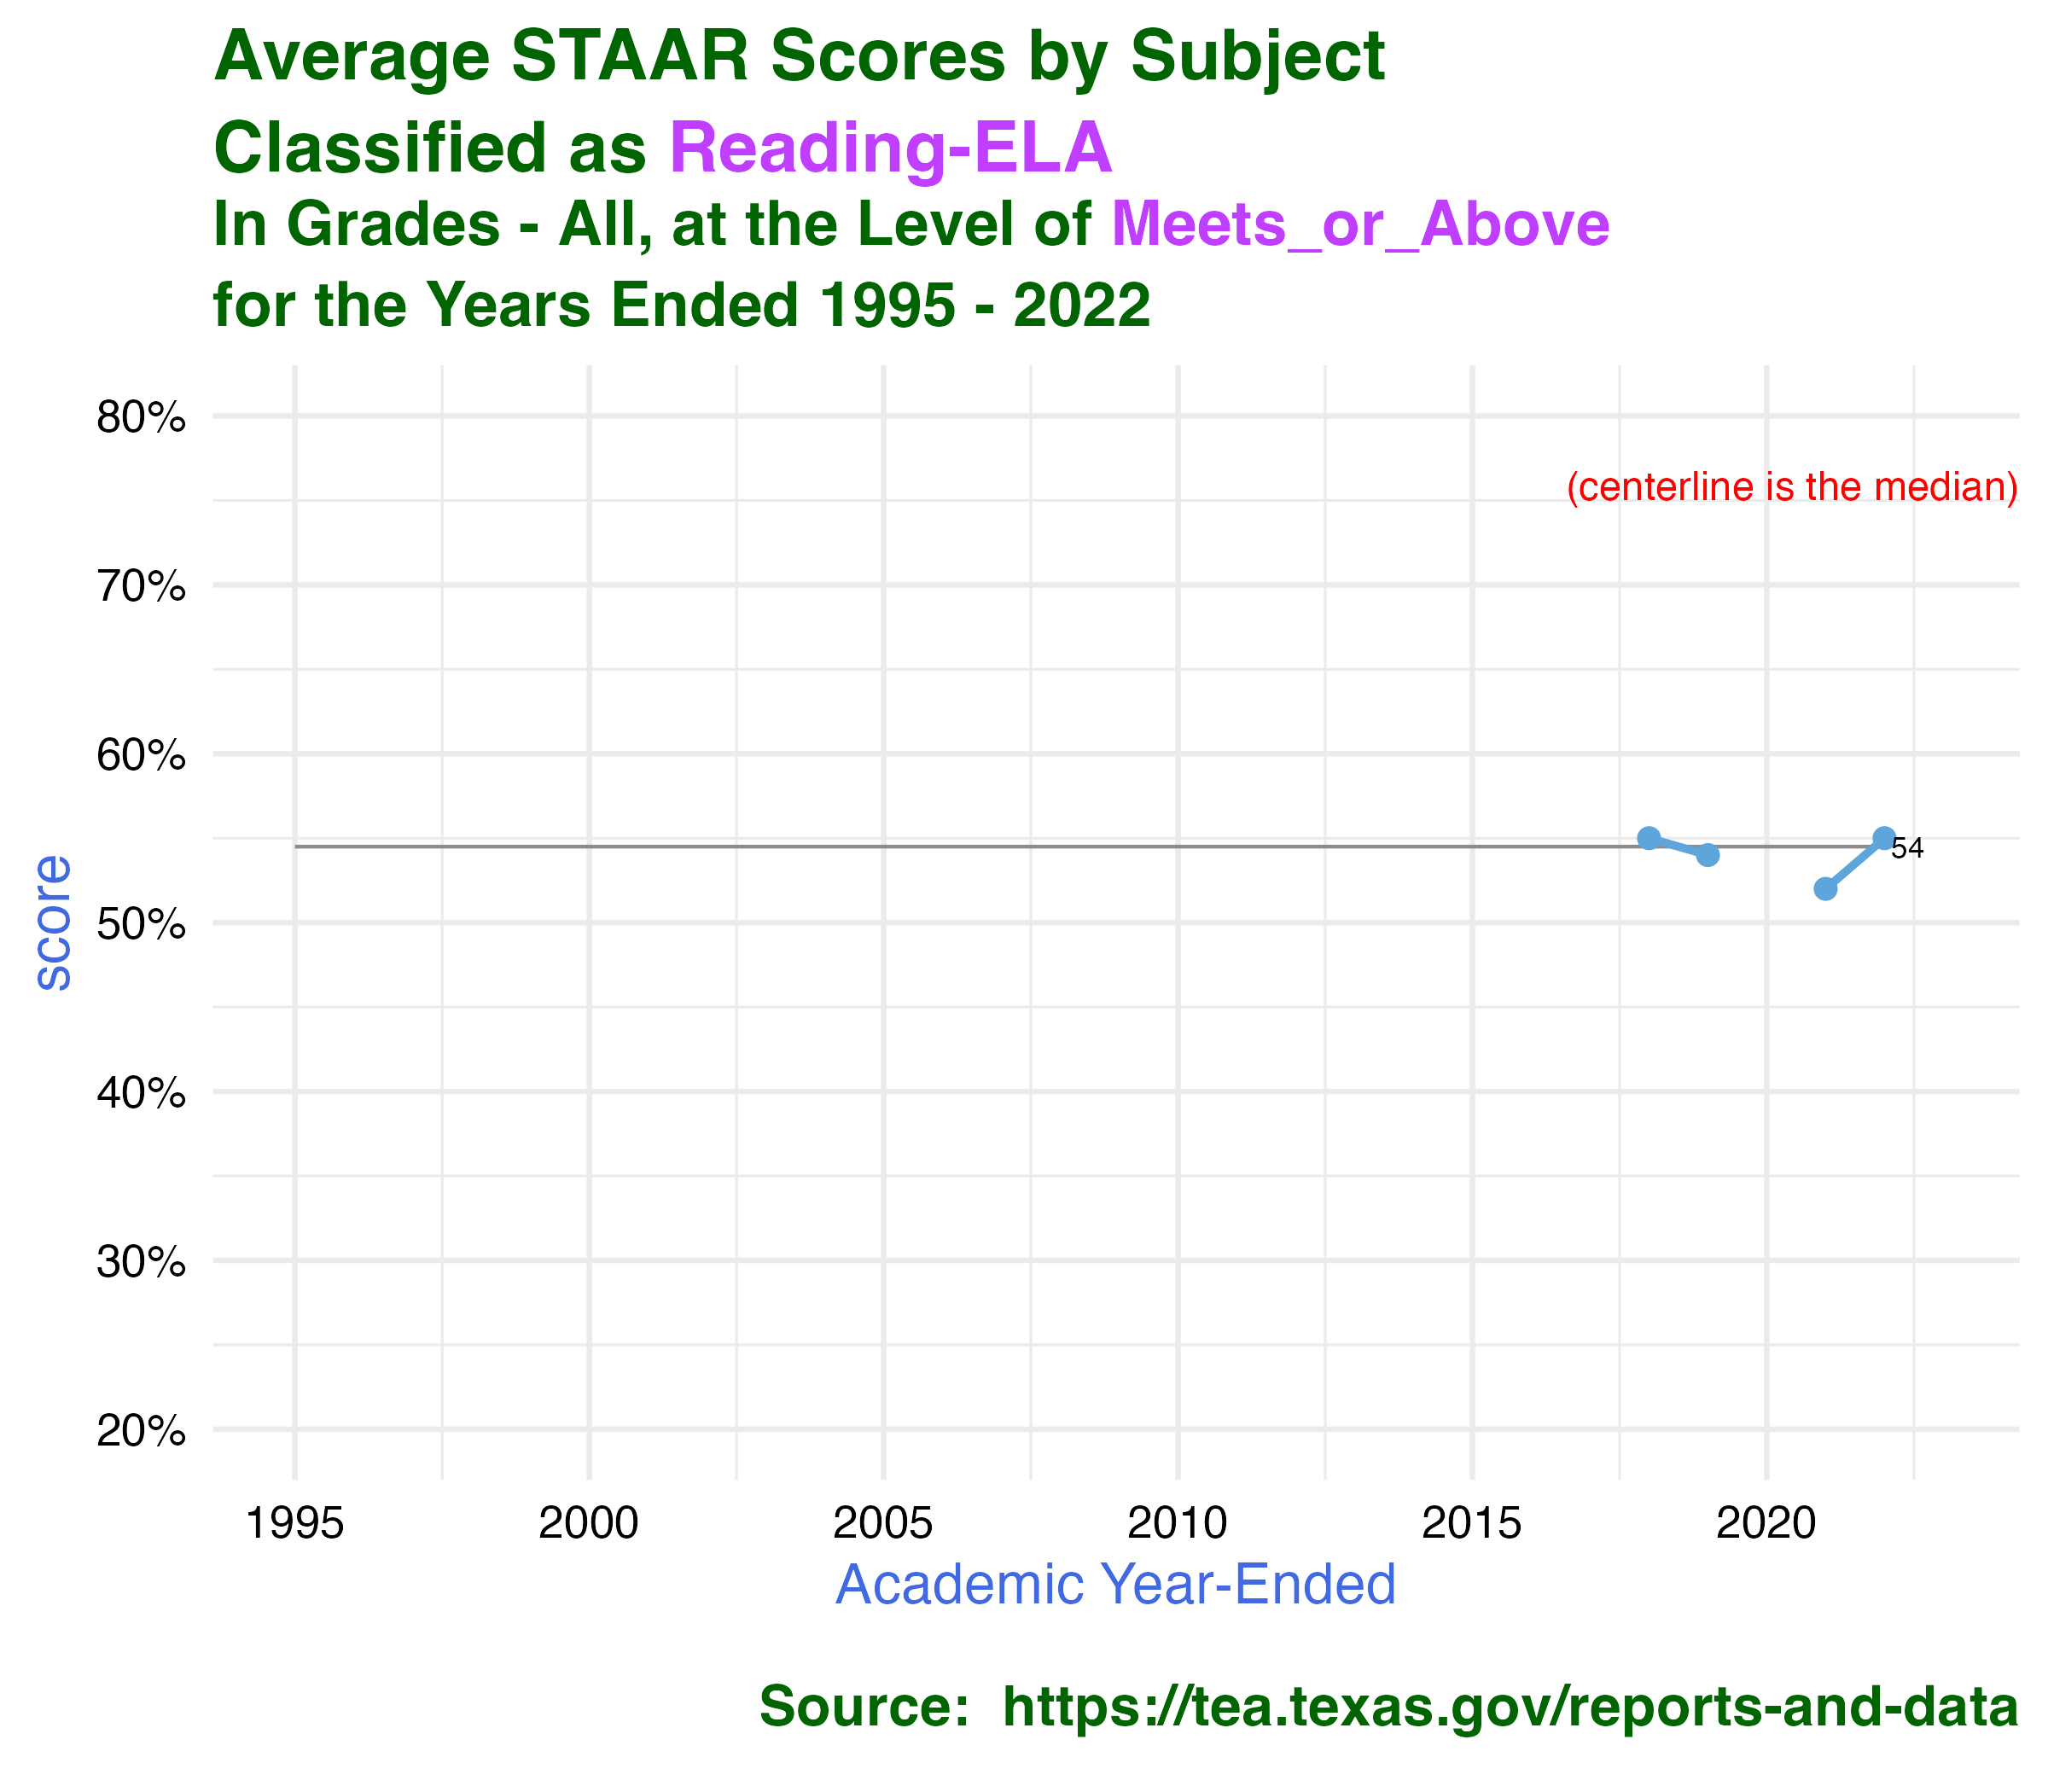 Average STAAR Scores by Subject
Classified as Reading-ELA
In Grades - All, at the Level of Meets_or_Above
for the Years Ended 1995 - 2022
80%
(centerline is the median)
70%
60%
54
50%
40%
30%
20%
score
1995 2000 2005 2010 2015 2020
Academic Year-Ended
Source:  https://tea.texas.gov/reports-and-data